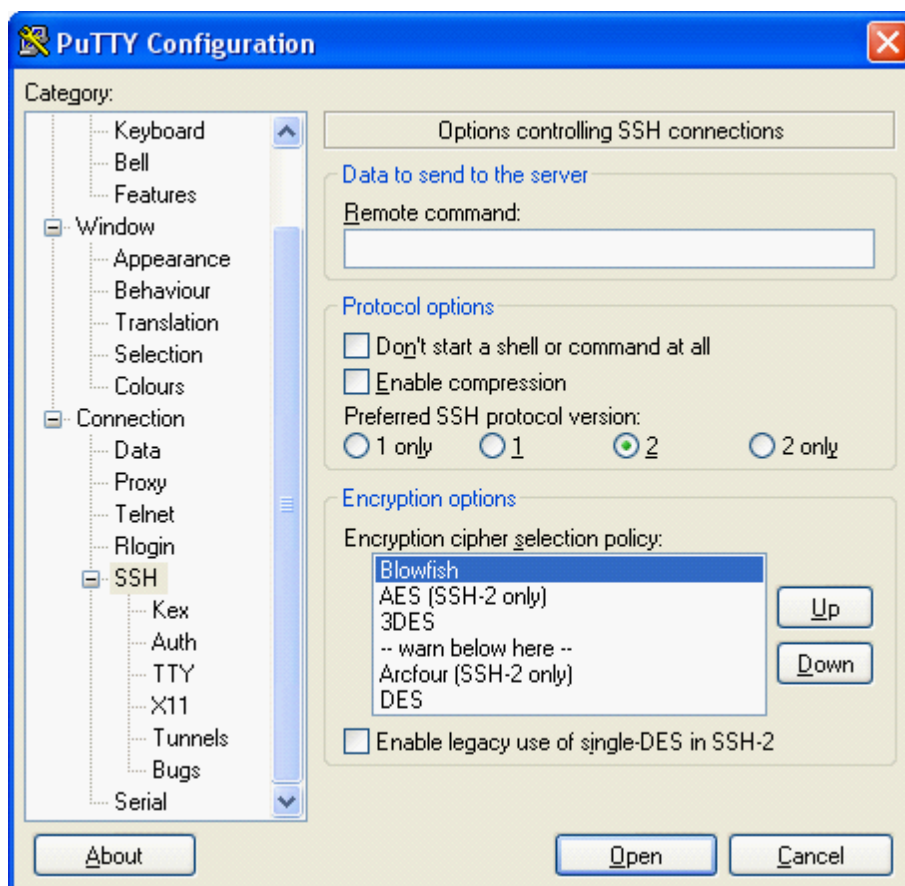 PuTTY Configuration
Category:
Keyboard
Bell
Features
Window
Appearance
Behaviour
Translation
Selection
Colours
Connection
Data
Proxy
Telnet
Rlogin
SSH
Kex
Auth
TTY
X11
Tunnels
Bugs
Serial
Options controlling SSH connections
Data to send to the server
Remote command:
Protocol options
Don't start a shell or command at all
Enable compression
Preferred SSH protocol version:
1 only 1 2 2 only
Encryption options
Encryption cipher selection policy:
Blowfish
AES (SSH-2 only)
3DES
-- warn below here --
Arcfour (SSH-2 only)
DES
Up
Down
Enable legacy use of single-DES in SSH-2
About Open Cancel